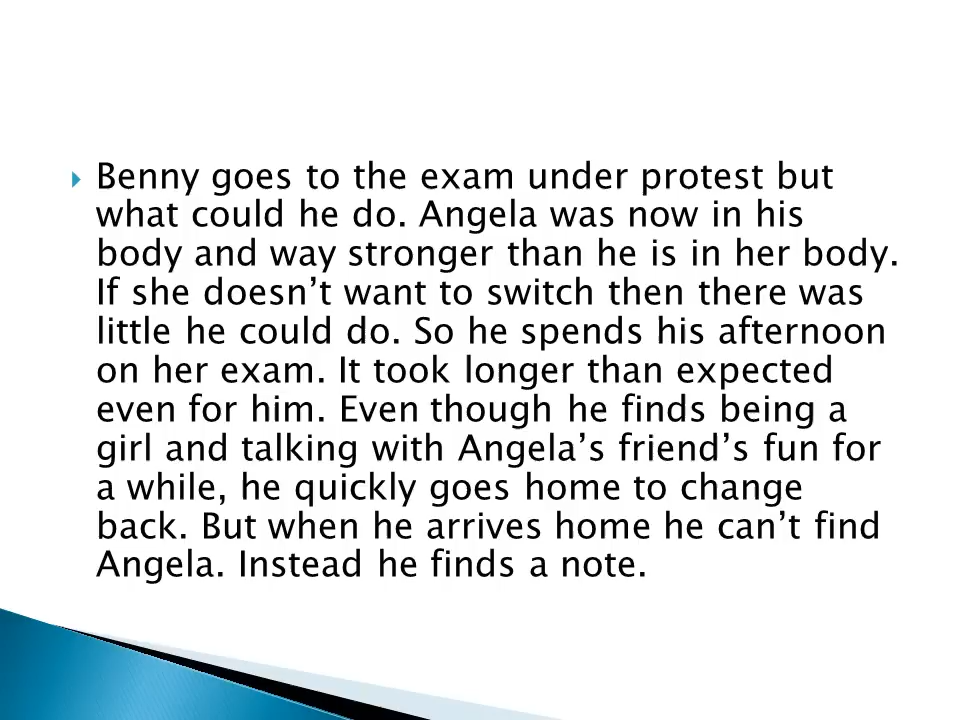 Benny goes to the exam under protest but
what could he do. Angela was now in his
body and way stronger than he is in her body.
If she doesn’t want to switch then there was
little he could do. So he spends his afternoon
on her exam. It took longer than expected
even for him. Even though he finds being a
girl and talking with Angela’s friend’s fun for
a while, he quickly goes home to change
back. But when he arrives home he can’t find
Angela. Instead he finds a note.